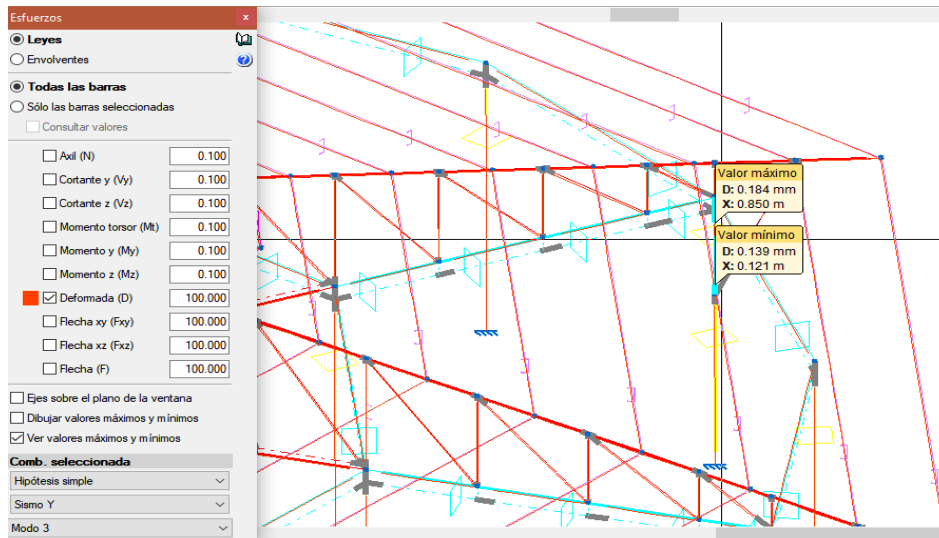 Esfuerzos
Leyes
Envolventes
Todas las barras
Sólo las barras seleccionadas
Consultar valores
Axil (N) 0.100
Cortante y (Vy) 0.100
Cortante z (Vz) 0.100
Momento torsor (Mt) 0.100
Momento y (My) 0.100
Momento z (Mz) 0.100
Deformada (D) 100.000
Flecha xy (Fxy) 100.000
Flecha xz (Fxz) 100.000
Flecha (F) 100.000
Ejes sobre el plano de la ventana
Dibujar valores máximos y mínimos
Ver valores máximos y mínimos
Comb. seleccionada
Hipótesis simple
Sismo Y
Modo 3
Valor máximo
D: 0.184 mm
X: 0.850 m
Valor mínimo
D: 0.139 mm
X: 0.121 m